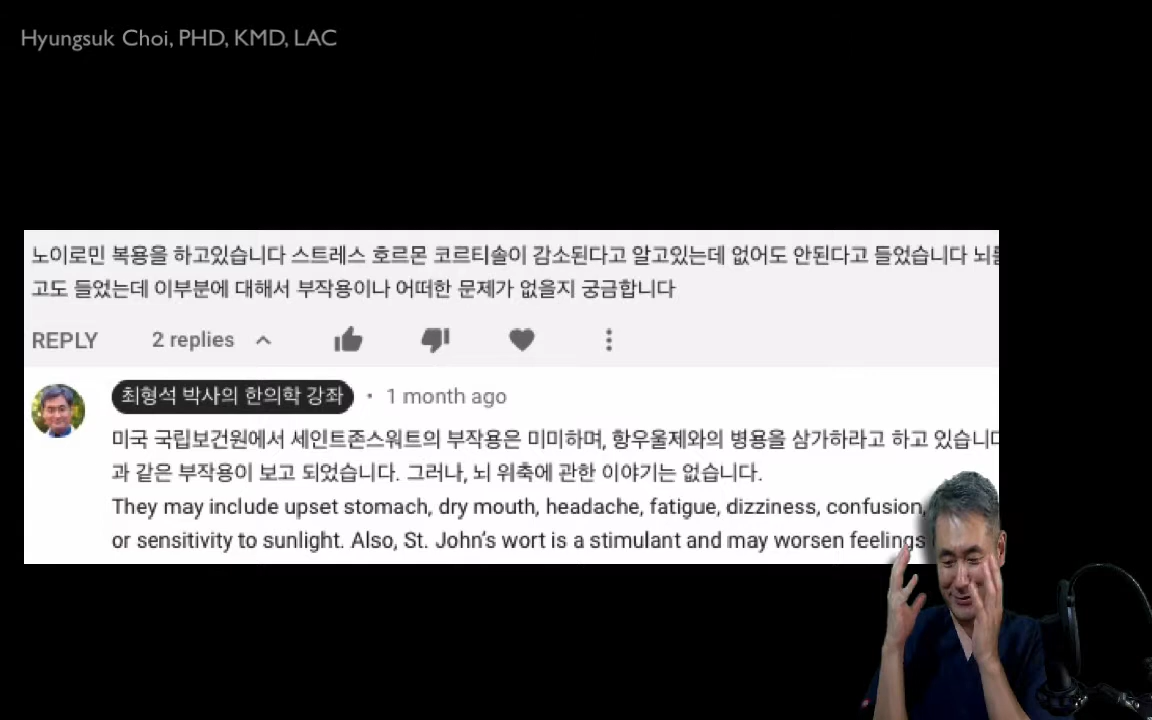 Hyungsuk Choi, PHD, KMD, LAC
노이로민 복용을 하고있습니다 스트레스 호르몬 코르티솔이 감소된다고 알고있는데 없어도 안된다고 들었습니다
고도 들었는데 이부분에 대해서 부작용이나 어떠한 문제가 없을지 궁금합니다
REPLY 2 replies
최형석 박사의 한의학 강좌 • 1 month ago
미국 국립보건원에서 세인트존스워트의 부작용은 미미하며, 항우울제와의 병용을 삼가하라고 하고
과 같은 부작용이 보고 되었습니다. 그러나, 뇌 위축에 관한 이야기는 없습니다.
They may include upset stomach, dry mouth, headache, fatigue, dizziness, confusion,
or sensitivity to sunlight. Also, St. John's wort is a stimulant and may worsen feelings